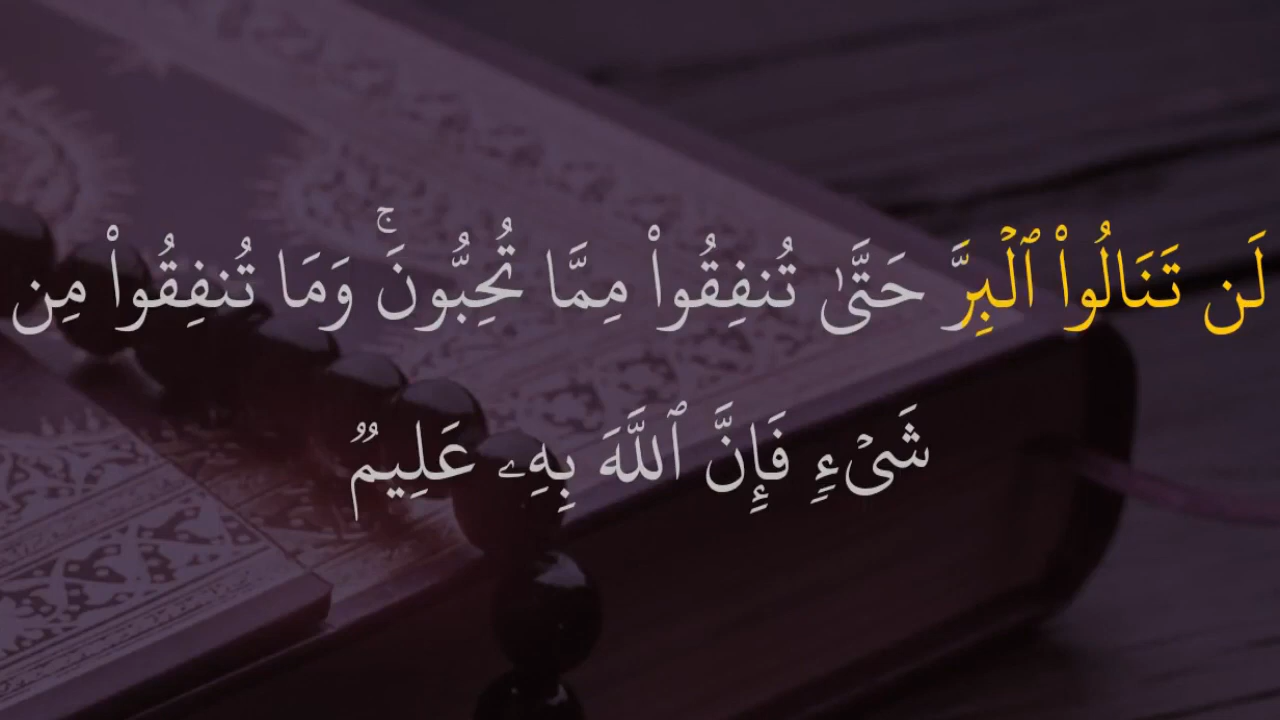 لَن تَنَالُوا۟ ٱلۡبِرَّ حَتَّىٰ تُنفِقُوا۟ مِمَّا تُحِبُّونَۚ وَمَا تُنفِقُوا۟ مِن
شَىۡءٍ فَإِنَّ ٱللَّهَ بِهِۦ عَلِيمٌ